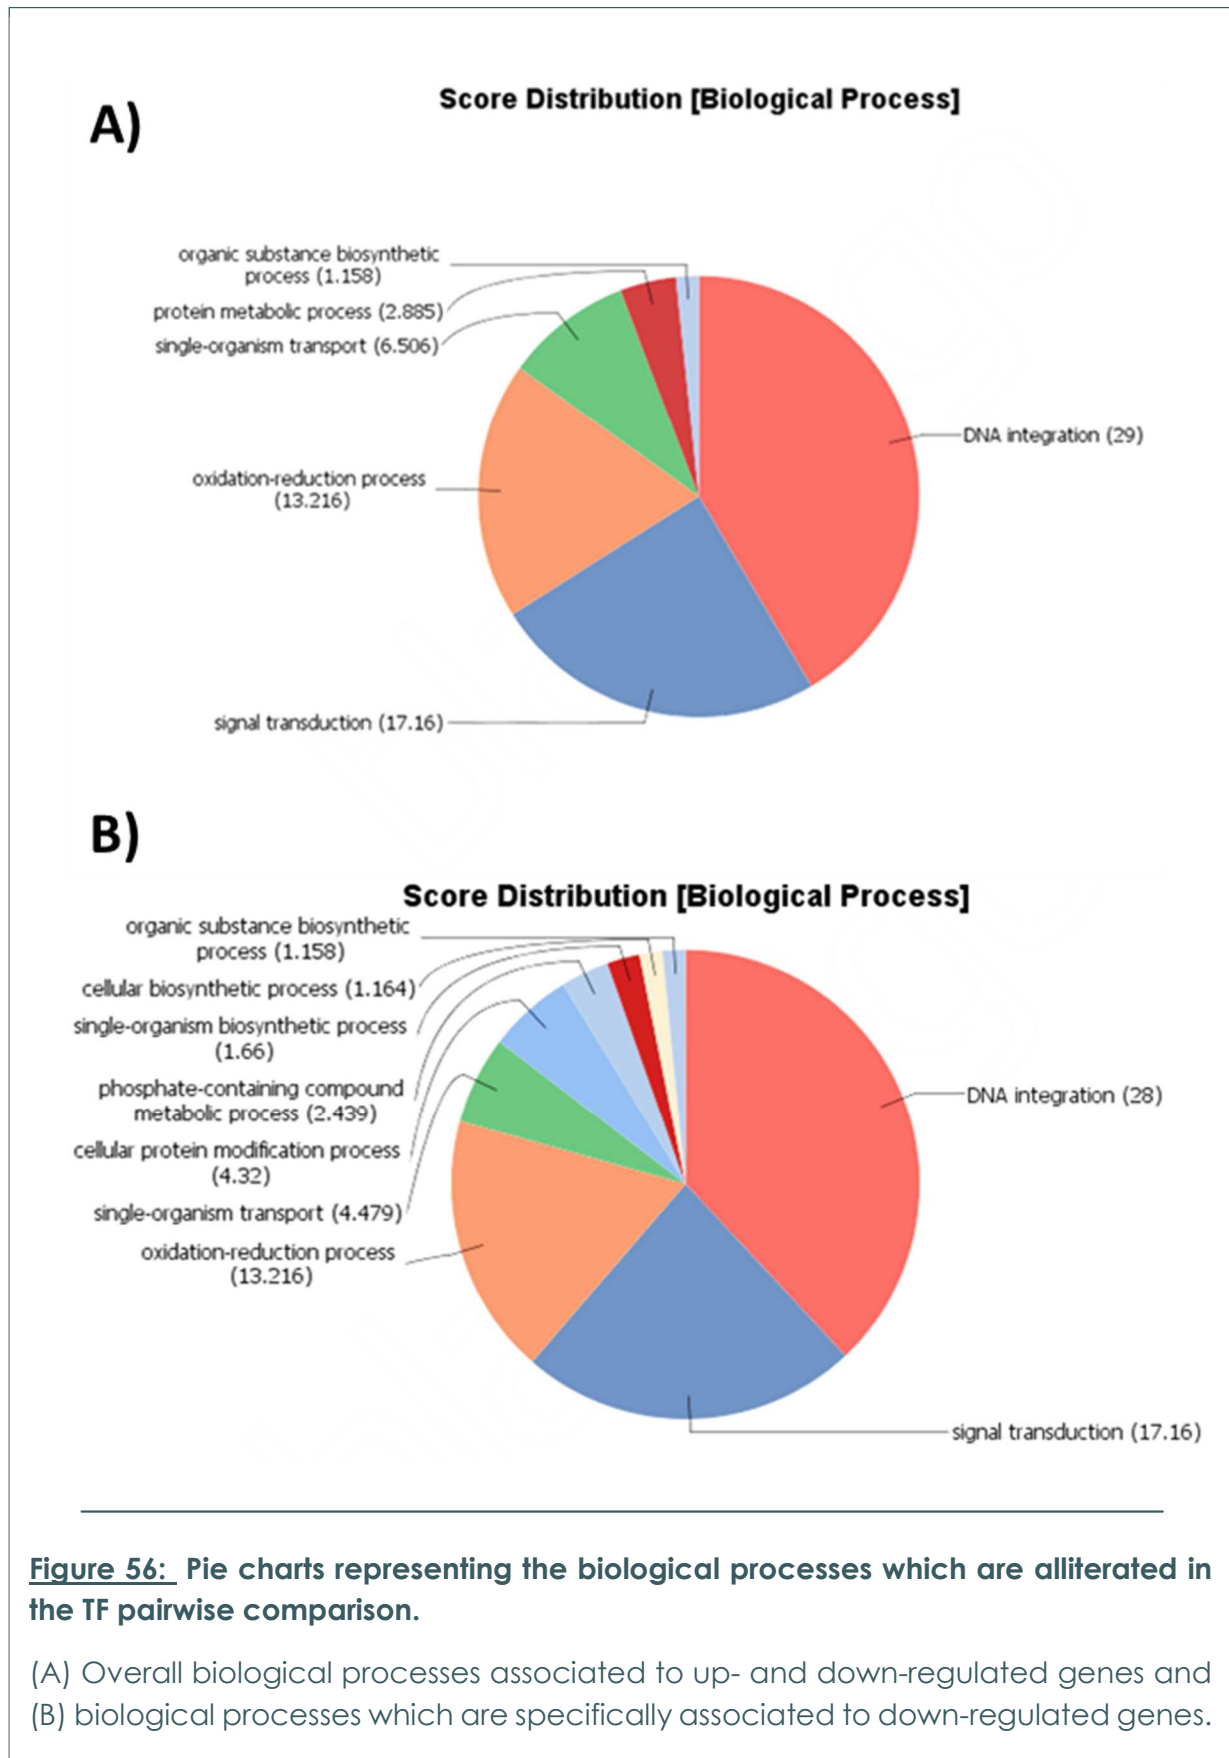 A)
Score Distribution [Biological Process]
organic substance biosynthetic
process (1.158)
protein metabolic process (2.885)
single-organism transport (6.506)
DNA integration (29)
oxidation-reduction process
(13.216)
signal transduction (17.16)
B)
Score Distribution [Biological Process]
organic substance biosynthetic
process (1.158)
cellular biosynthetic process (1.164)
single-organism biosynthetic process
(1.66)
phosphate-containing compound
metabolic process (2.439)
DNA integration (28)
cellular protein modification process
(4.32)
single-organism transport (4.479)
oxidation-reduction process
(13.216)
signal transduction (17.16)
Figure 56: Pie charts representing the biological processes which are alliterated in
the TF pairwise comparison.
(A) Overall biological processes associated to up- and down-regulated genes and
(B) biological processes which are specifically associated to down-regulated genes.